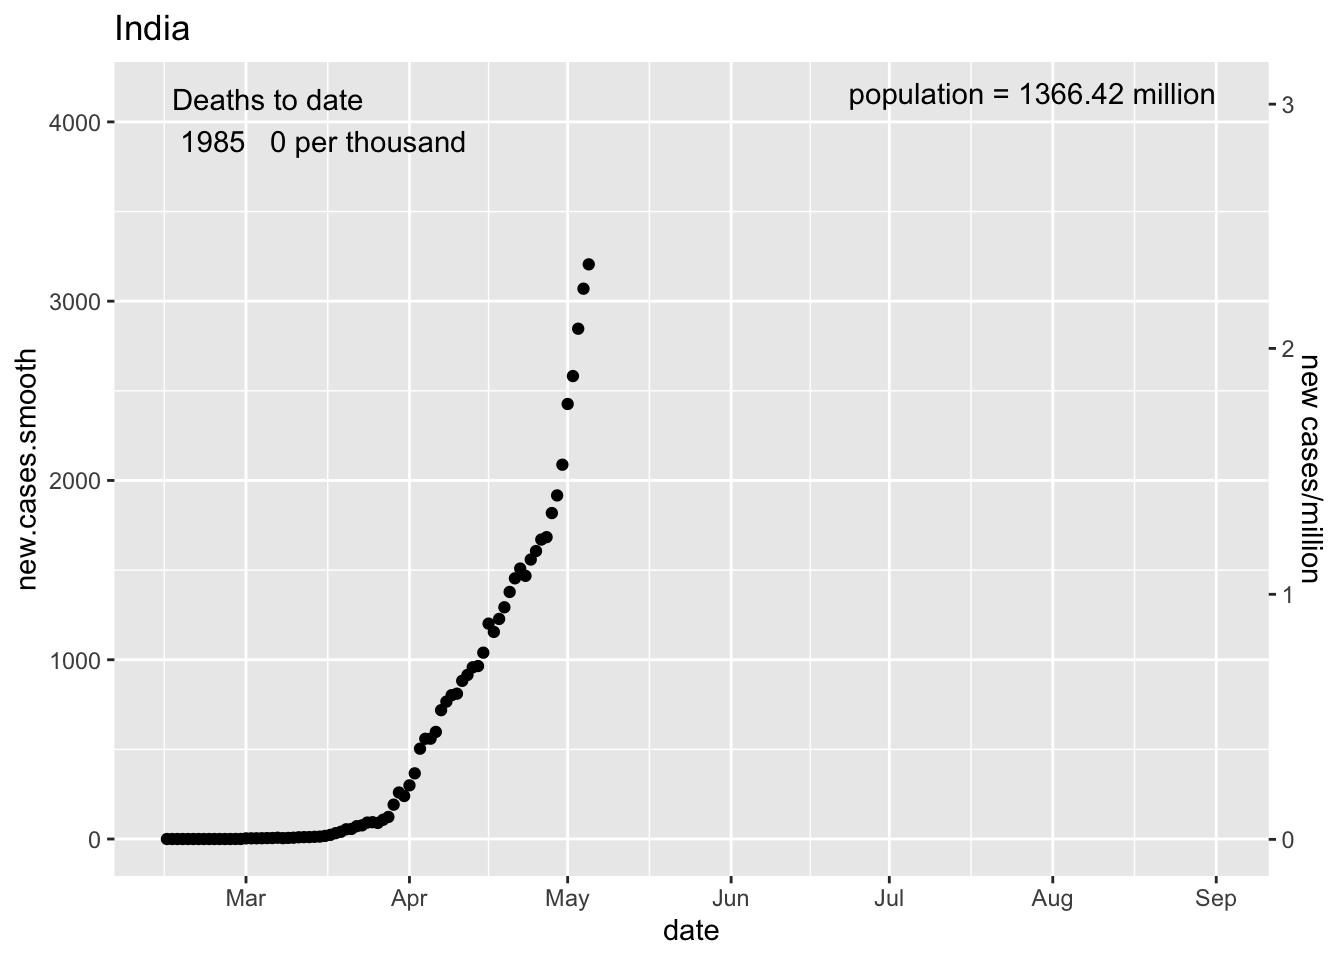 India
Deaths to date
1985 0 per thousand
population = 1366.42 million
new.cases.smooth
4000
3000
2000
1000
0
3
2
1
0
new cases/million
Mar Apr May Jun Jul Aug Sep
date